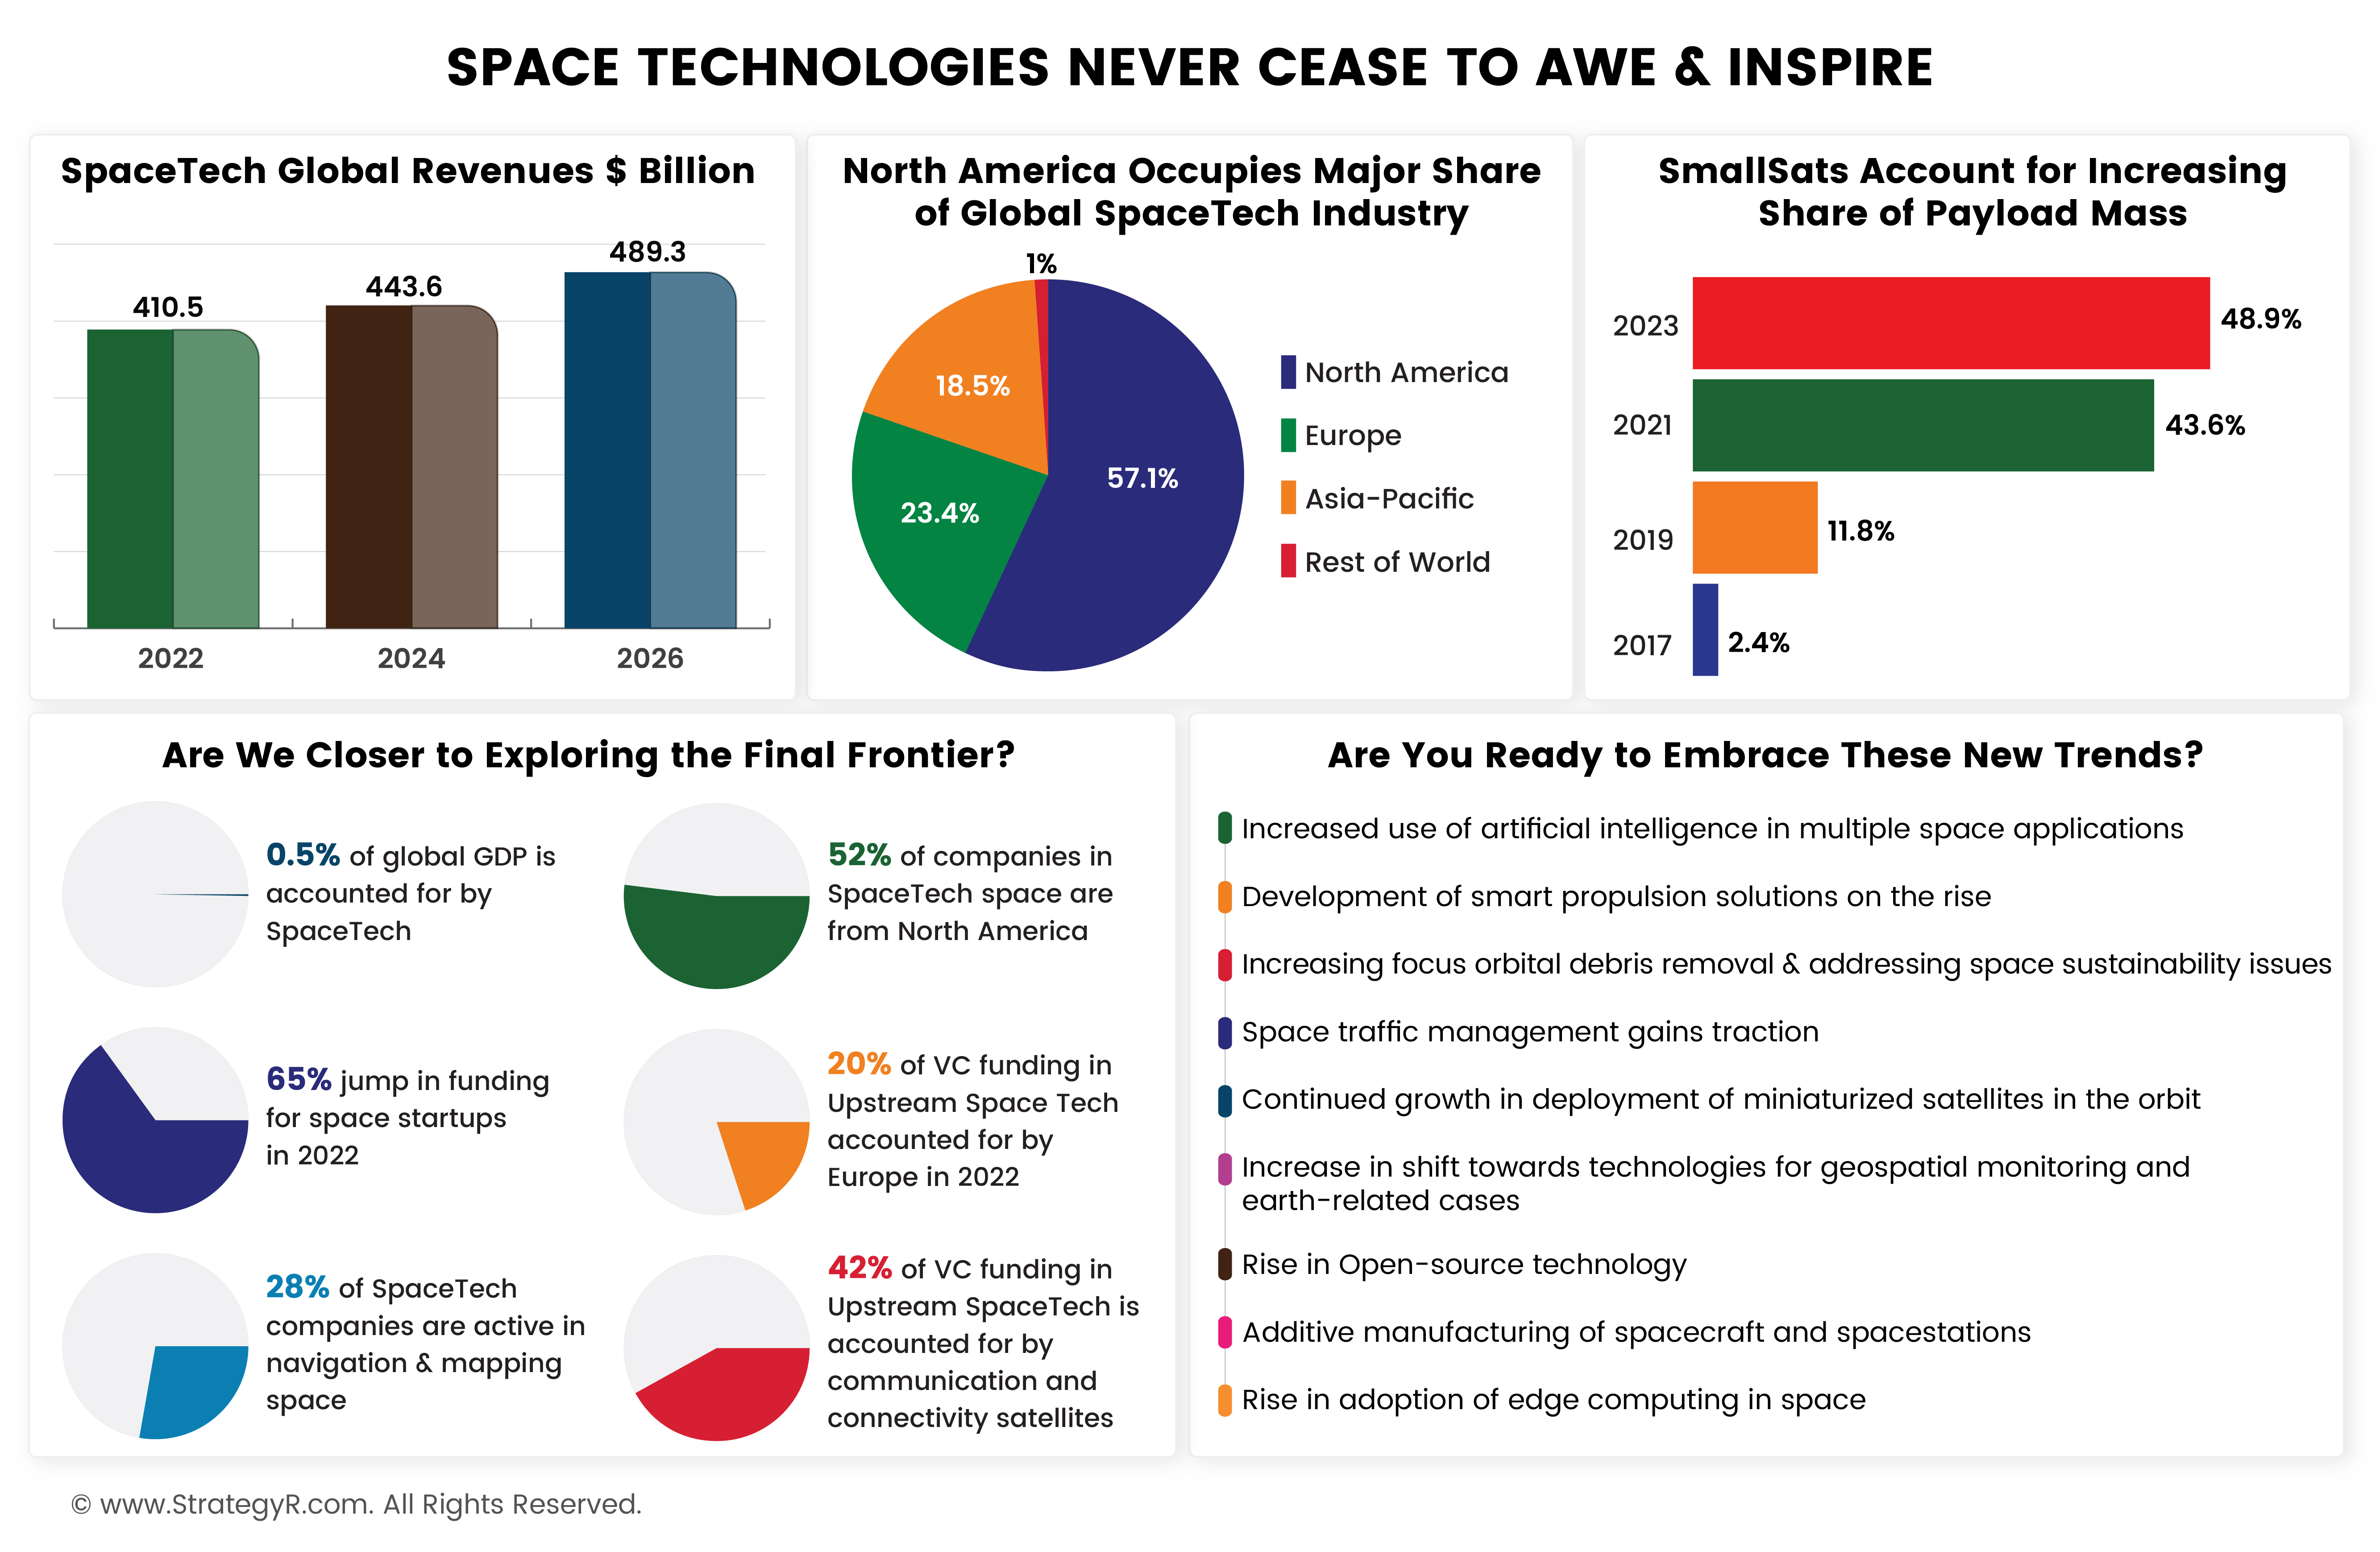 SPACE TECHNOLOGIES NEVER CEASE TO AWE & INSPIRE
SpaceTech Global Revenues $ Billion
410.5
443.6
489.3
2022
2024
2026
North America Occupies Major Share
of Global SpaceTech Industry
1%
18.5%
57.1%
23.4%
North America
Europe
Asia-Pacific
Rest of World
SmallSats Account for Increasing
Share of Payload Mass
2023 48.9%
2021 43.6%
2019 11.8%
2017 2.4%
Are We Closer to Exploring the Final Frontier?
0.5% of global GDP is
accounted for by
SpaceTech
52% of companies in
SpaceTech space are
from North America
65% jump in funding
for space startups
in 2022
20% of VC funding in
Upstream Space Tech
accounted for by
Europe in 2022
28% of SpaceTech
companies are active in
navigation & mapping
space
42% of VC funding in
Upstream SpaceTech is
accounted for by
communication and
connectivity satellites
Are You Ready to Embrace These New Trends?
Increased use of artificial intelligence in multiple space applications
Development of smart propulsion solutions on the rise
Increasing focus orbital debris removal & addressing space sustainability issues
Space traffic management gains traction
Continued growth in deployment of miniaturized satellites in the orbit
Increase in shift towards technologies for geospatial monitoring and
earth-related cases
Rise in Open-source technology
Additive manufacturing of spacecraft and spacestations
Rise in adoption of edge computing in space
© www.StrategyR.com. All Rights Reserved.